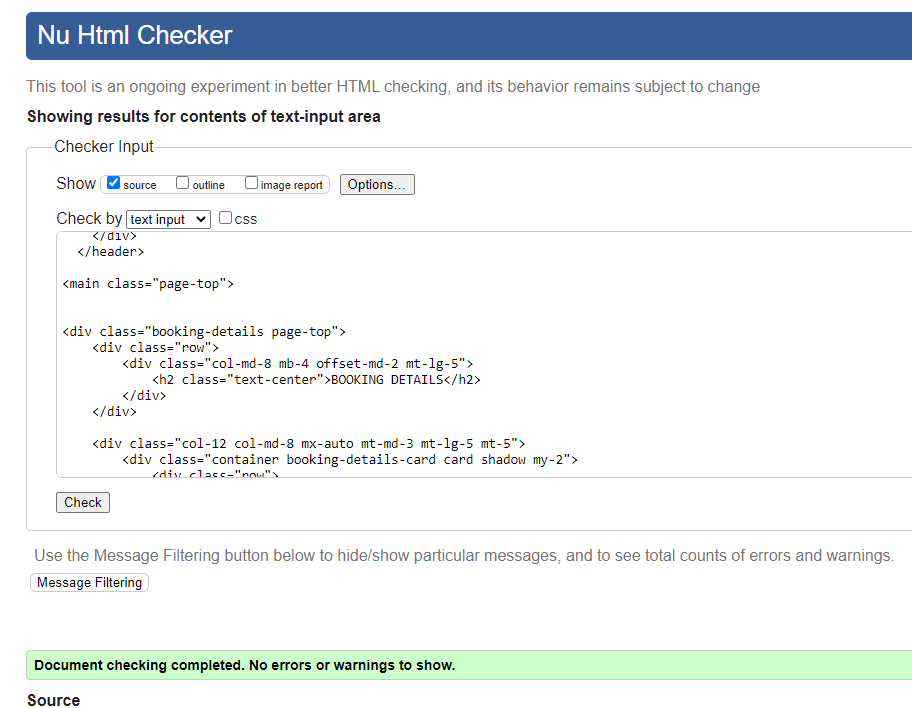 Nu Html Checker
This tool is an ongoing experiment in better HTML checking, and its behavior remains subject to change
Showing results for contents of text-input area
Checker Input
Show source outline image report Options...
Check by text input css
</div>
</header>
<main class="page-top">
<div class="booking-details page-top">
<div class="row">
<div class="col-md-8 mb-4 offset-md-2 mt-lg-5">
<h2 class="text-center">BOOKING DETAILS</h2>
</div>
</div>
<div class="col-12 col-md-8 mx-auto mt-md-3 mt-lg-5 mt-5">
<div class="container booking-details-card card shadow my-2">
<div class="row">
Check
Use the Message Filtering button below to hide/show particular messages, and to see total counts of errors and warnings.
Message Filtering
Document checking completed. No errors or warnings to show.
Source